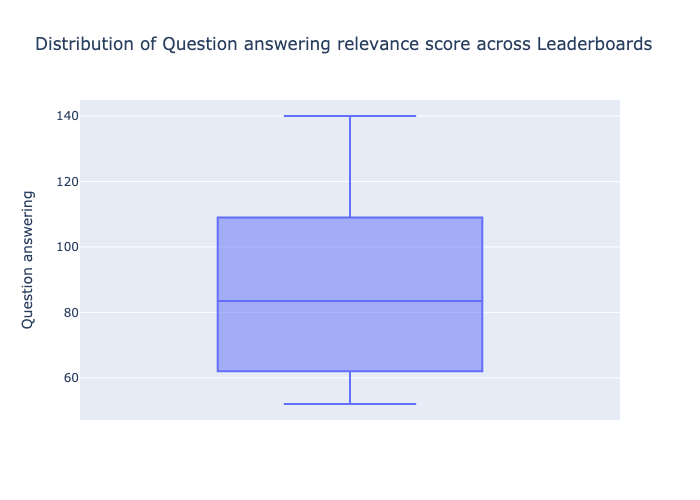 Distribution of Question answering relevance score across Leaderboards
140
120
100
80
60
Question answering